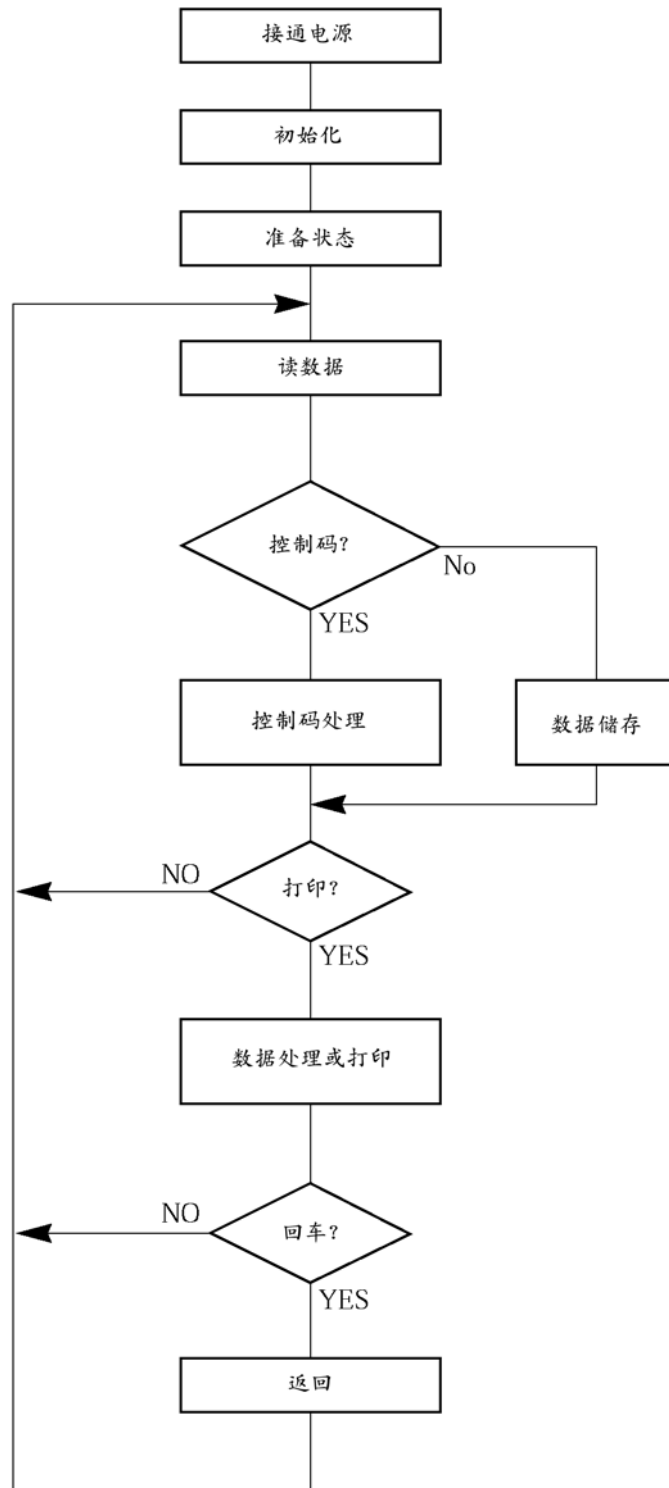 接通电源
初始化
准备状态
读数据
控制码?
No
YES
控制码处理
数据储存
NO
打印?
YES
数据处理或打印
NO
回车?
YES
返回